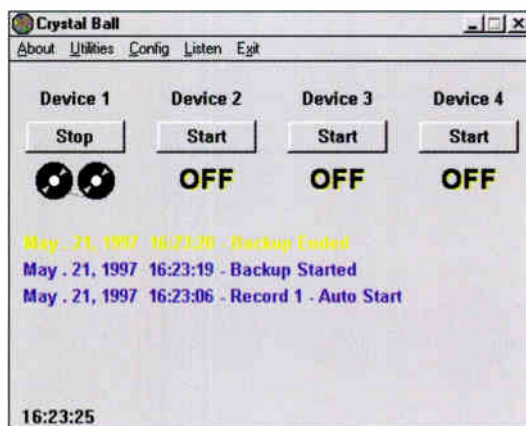 Crystal Ball
About Utilities Config Listen Exit
Device 1 Device 2 Device 3 Device 4
Stop Start Start Start
OFF OFF OFF
May . 21, 1997 16:23:20 - Backup Ended
May . 21, 1997 16:23:19 - Backup Started
May . 21, 1997 16:23:06 - Record 1 - Auto Start
16:23:25